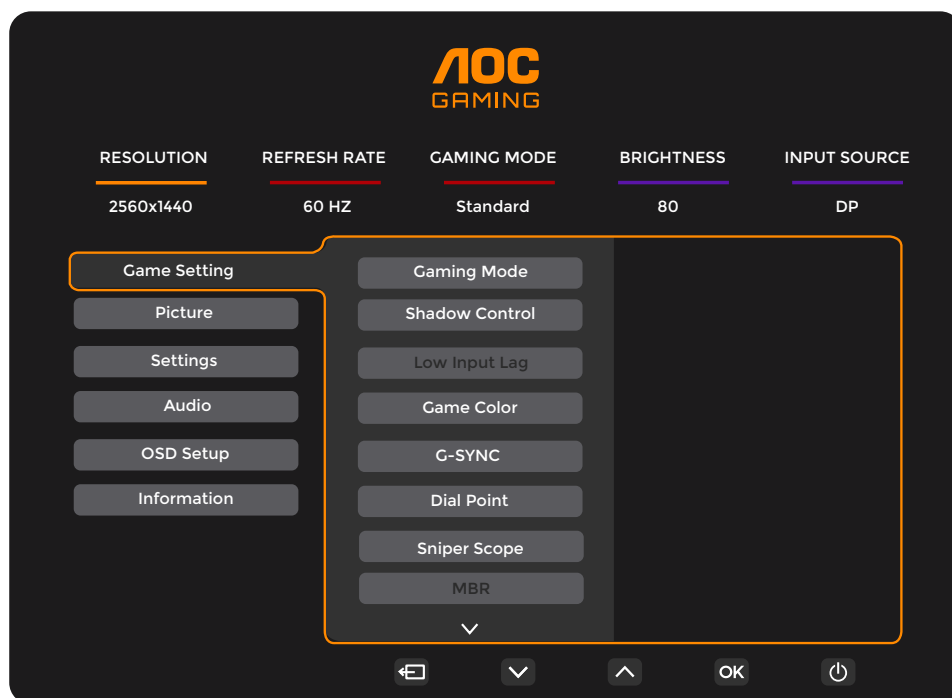 AOC
GAMING
RESOLUTION REFRESH RATE GAMING MODE BRIGHTNESS INPUT SOURCE
2560x1440 60 HZ Standard 80 DP
Game Setting Gaming Mode
Picture Shadow Control
Settings Low Input Lag
Audio Game Color
OSD Setup G-SYNC
Information Dial Point
Sniper Scope
MBR
OK